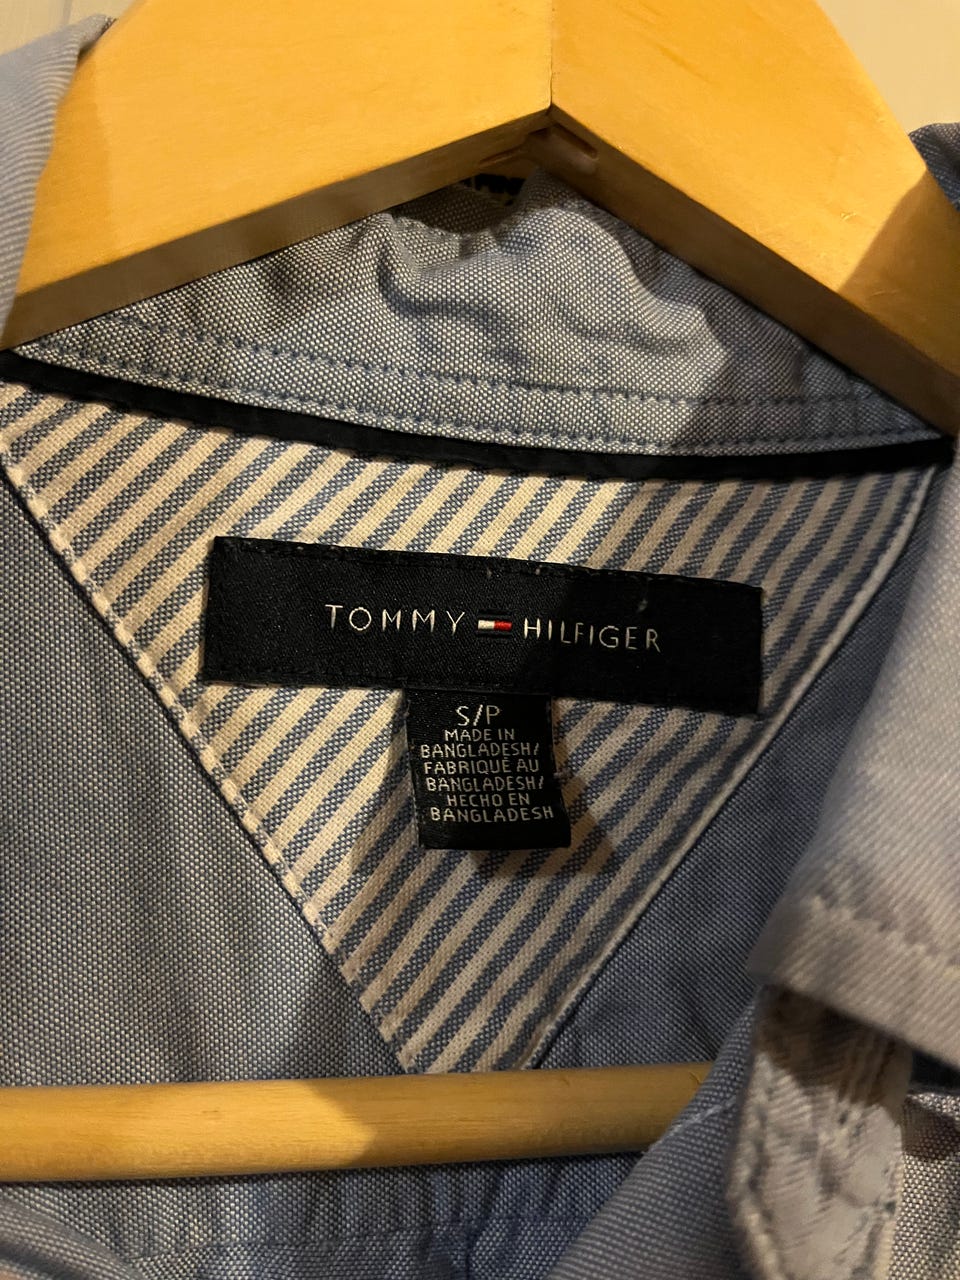 TOMMY HILFIGER
S/P
MADE IN
BANGLADESH/
FABRIQUÉ AU
BANGLADESH/
HECHO EN
BANGLADESH